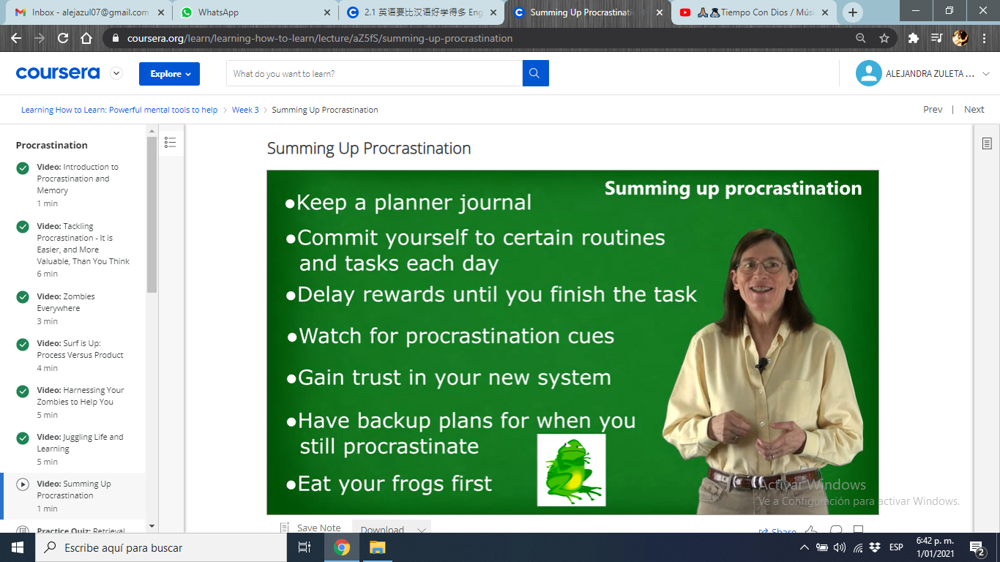 Inbox - alejazul07@gmail.com
WhatsApp
2.1 英语要比汉语好学得多 Eng
Summing Up Procrastinati
Tiempo Con Dios / Músi
coursera.org/learn/learning-how-to-learn/lecture/aZ5fS/summing-up-procrastination
coursera
Explore
What do you want to learn?
ALEJANDRA ZULETA ...
Learning How to Learn: Powerful mental tools to help > Week 3 > Summing Up Procrastination
Prev | Next
Procrastination
Video: Introduction to
Procrastination and
Memory
1 min
Video: Tackling
Procrastination - It is
Easier, and More
Valuable, Than You Think
6 min
Video: Zombies
Everywhere
3 min
Video: Surf is Up:
Process Versus Product
4 min
Video: Harnessing Your
Zombies to Help You
5 min
Video: Juggling Life and
Learning
5 min
Video: Summing Up
Procrastination
1 min
Practice Quiz: Retrieval
Summing Up Procrastination
Summing up procrastination
●Keep a planner journal
●Commit yourself to certain routines
and tasks each day
●Delay rewards until you finish the task
●Watch for procrastination cues
●Gain trust in your new system
●Have backup plans for when you
still procrastinate
●Eat your frogs first
Activar Windows
Ve a Configuración para activar Windows.
Save Note
Download
Share
Escribe aquí para buscar
ESP
6:42 p. m.
1/01/2021
2